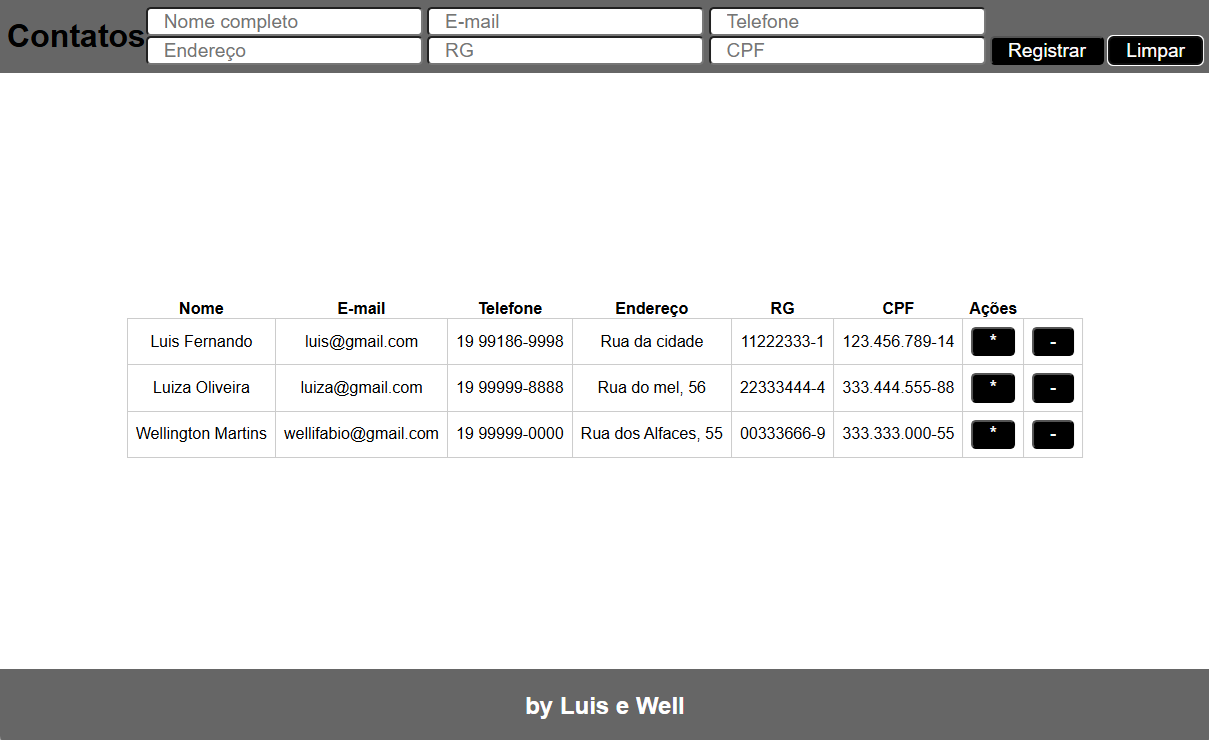 Contatos Nome completo E-mail Telefone
Endereço RG CPF Registrar Limpar
Nome E-mail Telefone Endereço RG CPF Ações
Luis Fernando luis@gmail.com 19 99186-9998 Rua da cidade 11222333-1 123.456.789-14 * -
Luiza Oliveira luiza@gmail.com 19 99999-8888 Rua do mel, 56 22333444-4 333.444.555-88 * -
Wellington Martins wellifabio@gmail.com 19 99999-0000 Rua dos Alfaces, 55 00333666-9 333.333.000-55 * -
by Luis e Well